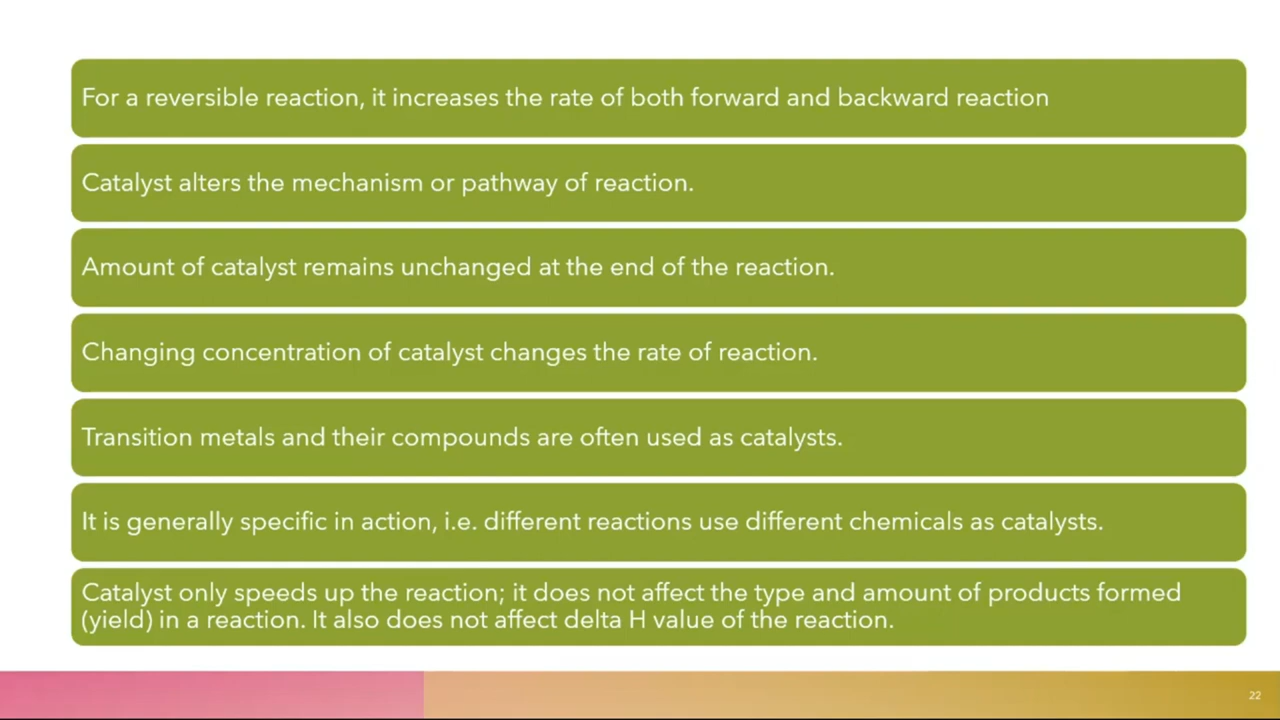 For a reversible reaction, it increases the rate of both forward and backward reaction
Catalyst alters the mechanism or pathway of reaction.
Amount of catalyst remains unchanged at the end of the reaction.
Changing concentration of catalyst changes the rate of reaction.
Transition metals and their compounds are often used as catalysts.
It is generally specific in action, i.e. different reactions use different chemicals as catalysts.
Catalyst only speeds up the reaction; it does not affect the type and amount of products formed
(yield) in a reaction. It also does not affect delta H value of the reaction.
22